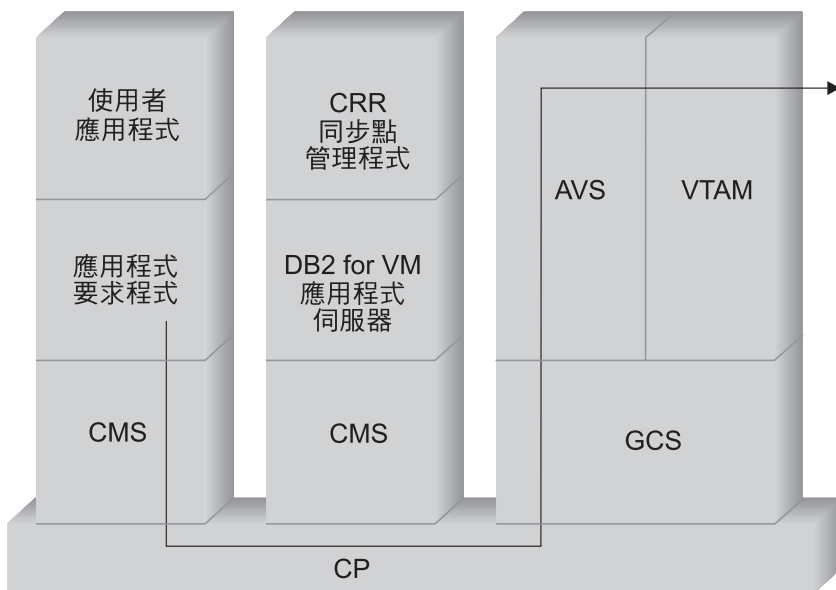 使用者
應用程式
應用程式
要求程式
CMS
CRR
同步點
管理程式
DB2 for VM
應用程式
伺服器
CMS
AVS
VTAM
GCS
CP